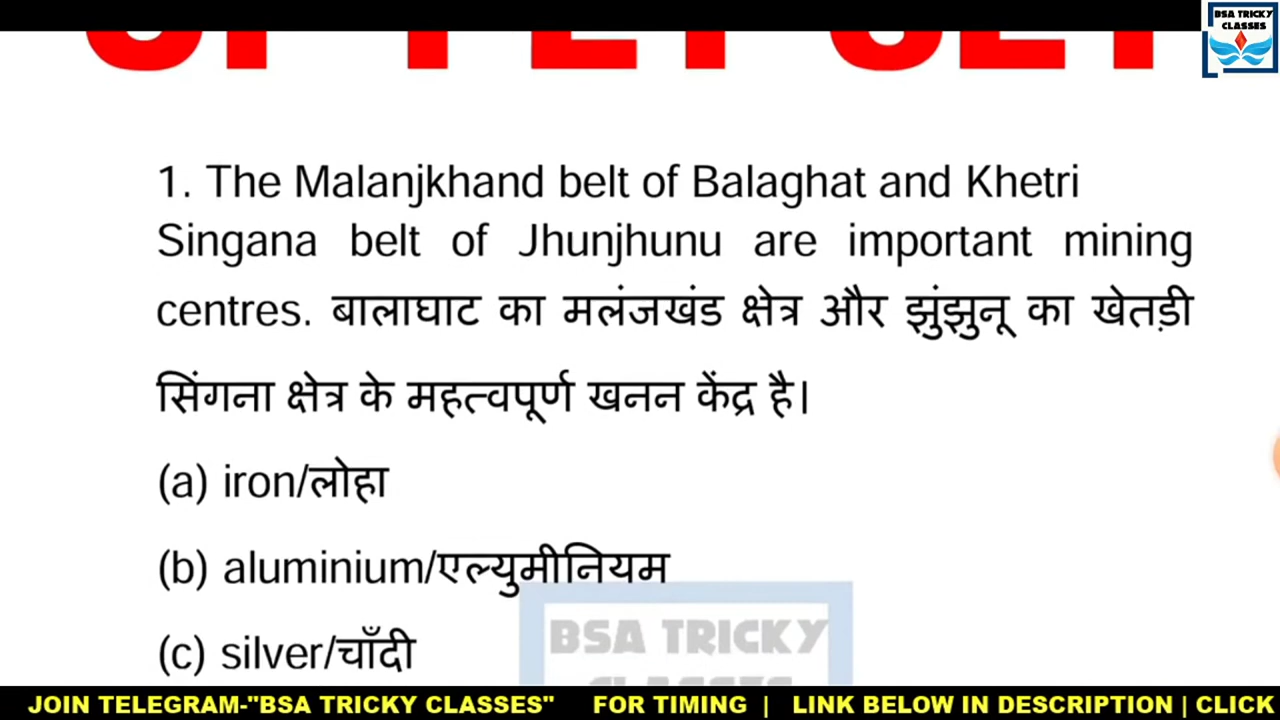 BSA TRICKY
CLASSES
1. The Malanjkhand belt of Balaghat and Khetri
Singana belt of Jhunjhunu are important mining
centres. बालाघाट का मलंजखंड क्षेत्र और झुंझुनू का खेतड़ी
सिंगना क्षेत्र के महत्वपूर्ण खनन केंद्र है।
(a) iron/लोहा
(b) aluminium/एल्युमीनियम
(c) silver/चाँदी
BSA TRICKY
CLASSES
JOIN TELEGRAM-"BSA TRICKY CLASSES" FOR TIMING | LINK BELOW IN DESCRIPTION | CLICK